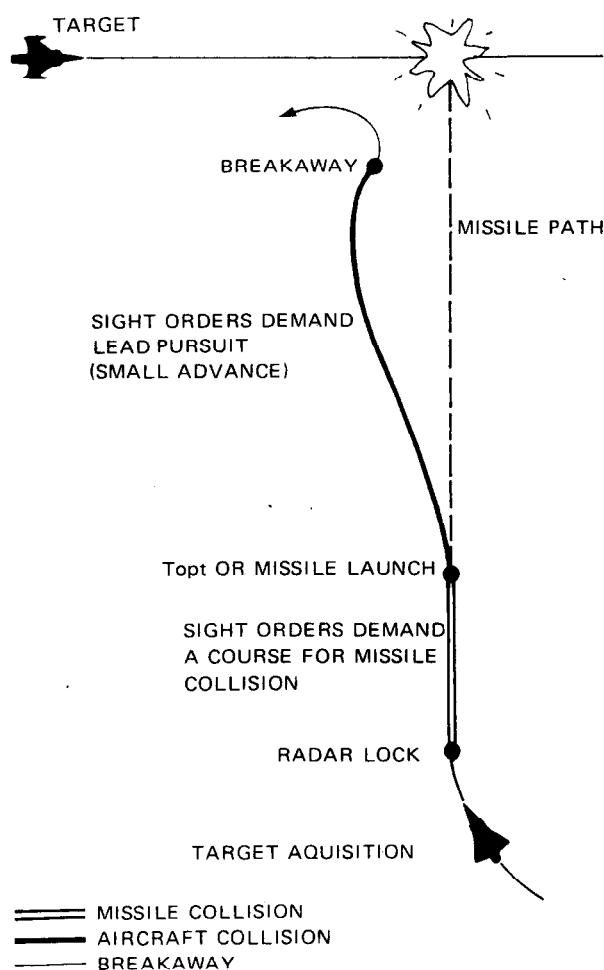 TARGET
BREAKAWAY
MISSILE PATH
SIGHT ORDERS DEMAND
LEAD PURSUIT
(SMALL ADVANCE)
Topt OR MISSILE LAUNCH
SIGHT ORDERS DEMAND
A COURSE FOR MISSILE
COLLISION
RADAR LOCK
TARGET AQUISITION
MISSILE COLLISION
AIRCRAFT COLLISION
BREAKAWAY